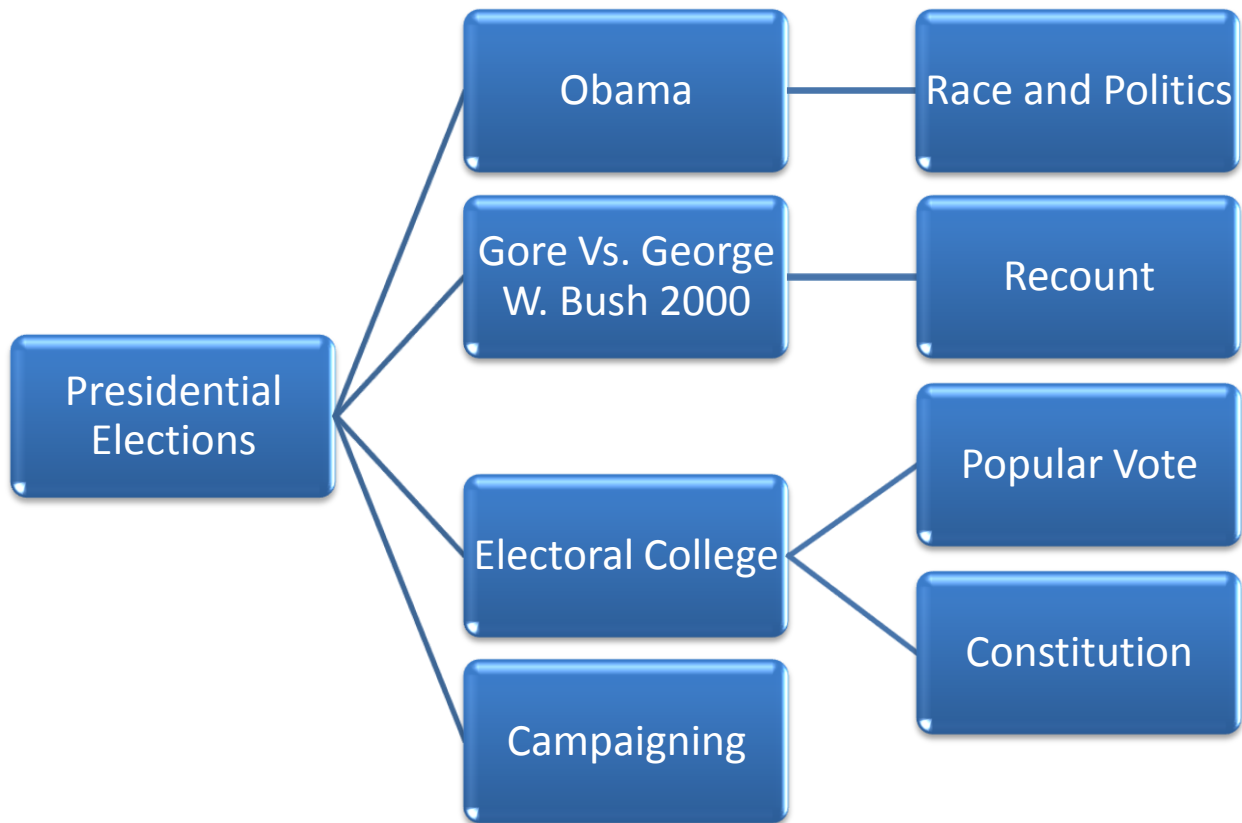 Presidential
Elections
Obama
Race and Politics
Gore Vs. George
W. Bush 2000
Recount
Electoral College
Popular Vote
Constitution
Campaigning